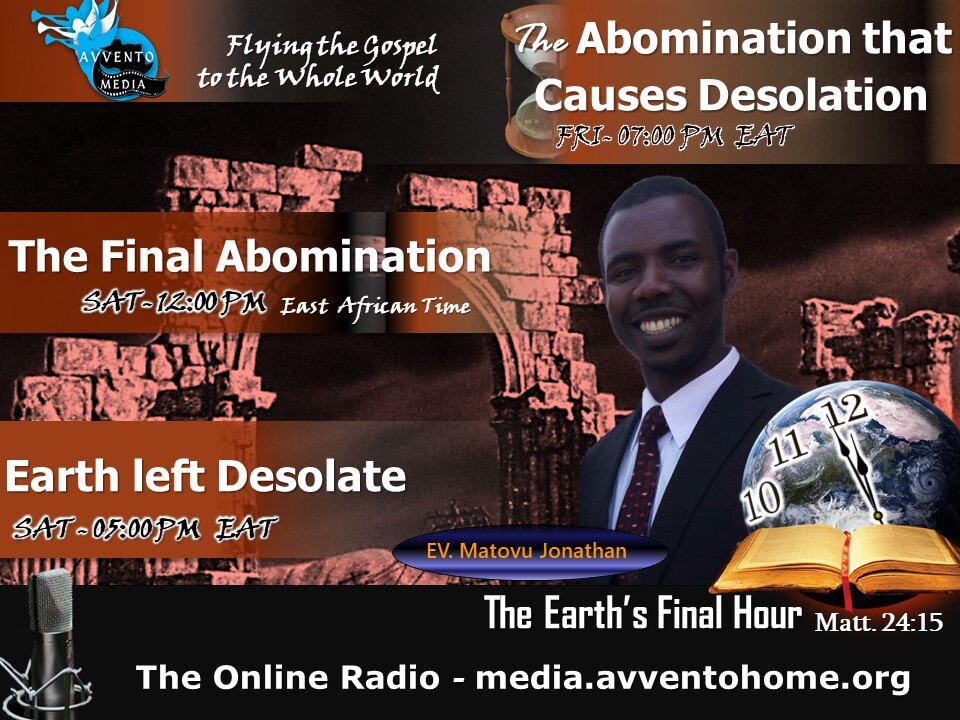 AVVENTO
MEDIA
Flying the Gospel
to the Whole World
The Abomination that
Causes Desolation
FRI- 07:00 PM EAT
The Final Abomination
SAT - 12:00 PM East African Time
Earth left Desolate
SAT - 05:00 PM EAT
EV. Matovu Jonathan
10 11 12
The Earth's Final Hour
Matt. 24:15
The Online Radio - media.avventohome.org